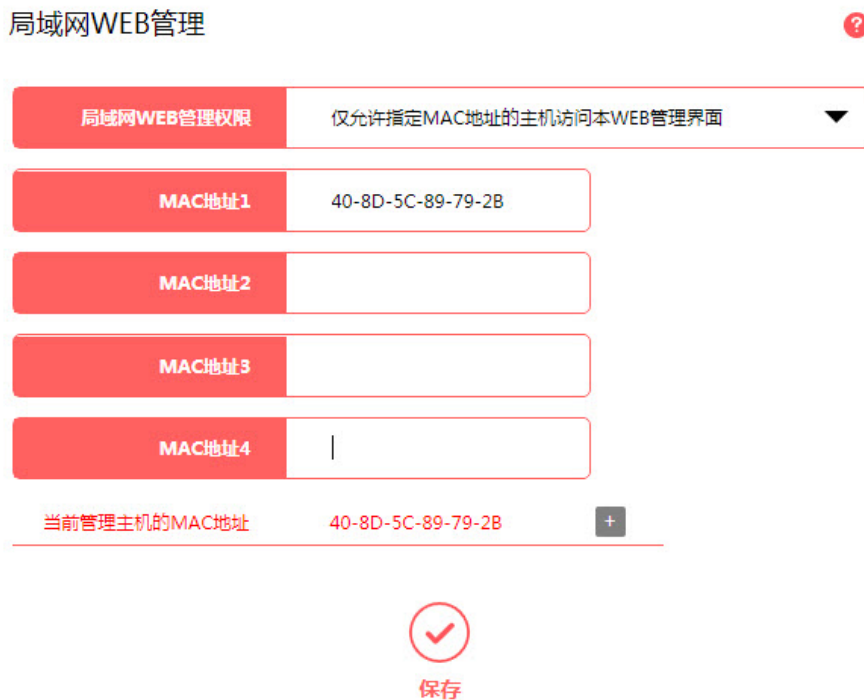 局域网WEB管理
?
局域网WEB管理权限 仅允许指定MAC地址的主机访问本WEB管理界面
MAC地址1 40-8D-5C-89-79-2B
MAC地址2
MAC地址3
MAC地址4
当前管理主机的MAC地址 40-8D-5C-89-79-2B +
保存